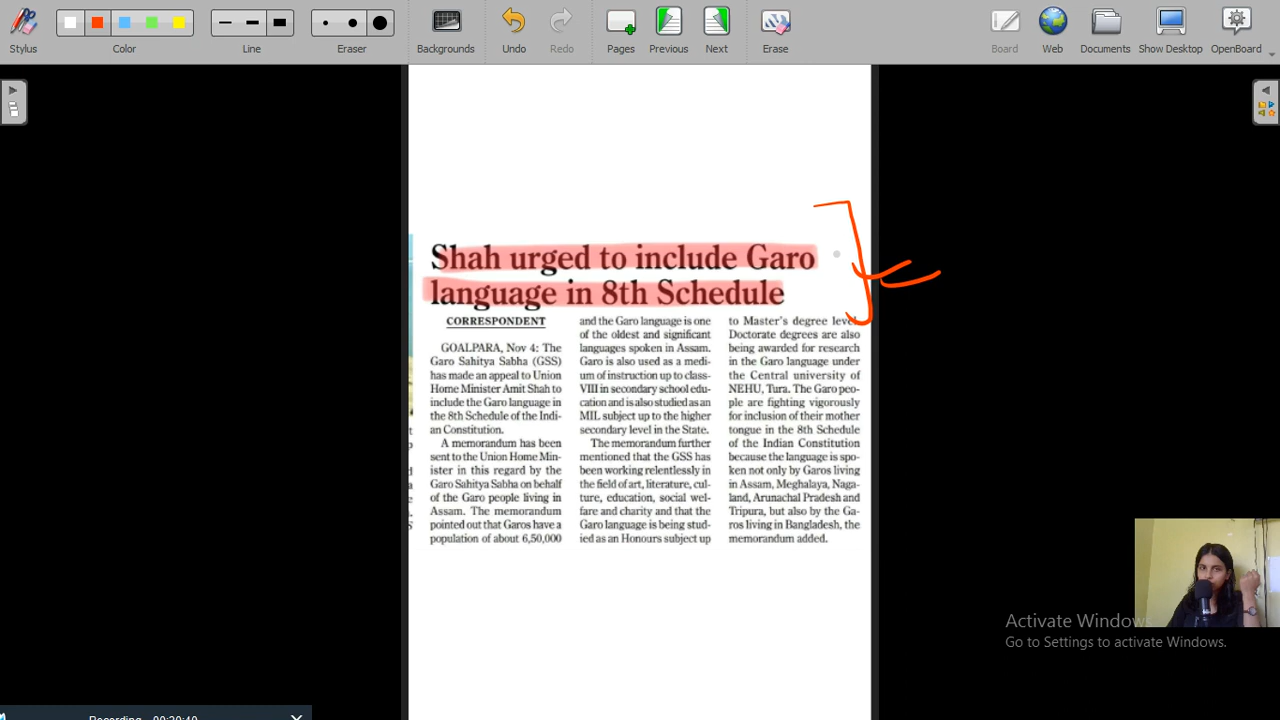 Stylus
Color
Line
Eraser
Backgrounds
Undo
Redo
Pages
Previous
Next
Erase
Board
Web
Documents
Show Desktop
OpenBoard
Shah urged to include Garo
language in 8th Schedule
CORRESPONDENT
GOALPARA, Nov 4: The
Garo Sahitya Sabha (GSS)
has made an appeal to Union
Home Minister Amit Shah to
include the Garo language in
the 8th Schedule of the Indi-
an Constitution.
A memorandum has been
sent to the Union Home Min-
ister in this regard by the
Garo Sahitya Sabha on behalf
of the Garo people living in
Assam. The memorandum
pointed out that Garos have a
population of about 6,50,000
and the Garo language is one
of the oldest and significant
languages spoken in Assam.
Garo is also used as a medi-
um of instruction up to class-
VIII in secondary school edu-
cation and is also studied as an
MIL subject up to the higher
secondary level in the State.
The memorandum further
mentioned that the GSS has
been working relentlessly in
the field of art, literature, cul-
ture, education, social wel-
fare and charity and that the
Garo language is being stud-
ied as an Honours subject up
to Master's degree level.
Doctorate degrees are also
being awarded for research
in the Garo language under
the Central university of
NEHU, Tura. The Garo peo-
ple are fighting vigorously
for inclusion of their mother
tongue in the 8th Schedule
of the Indian Constitution
because the language is spo-
ken not only by Garos living
in Assam, Meghalaya, Naga-
land, Arunachal Pradesh and
Tripura, but also by the Ga-
ros living in Bangladesh, the
memorandum added.
Activate Windows
Go to Settings to activate Windows.
Recording 00:20:40